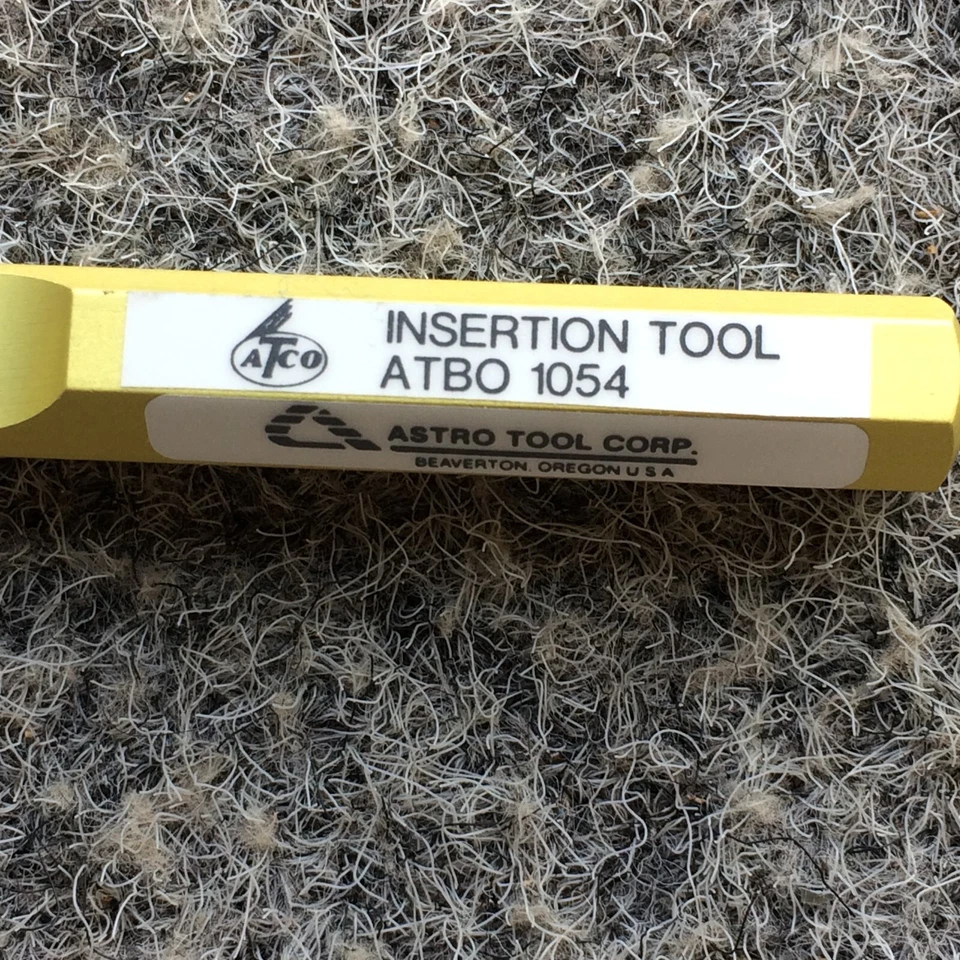 ATCO
INSERTION TOOL
ATBO 1054
ASTRO TOOL CORP.
BEAVERTON, OREGON U S A